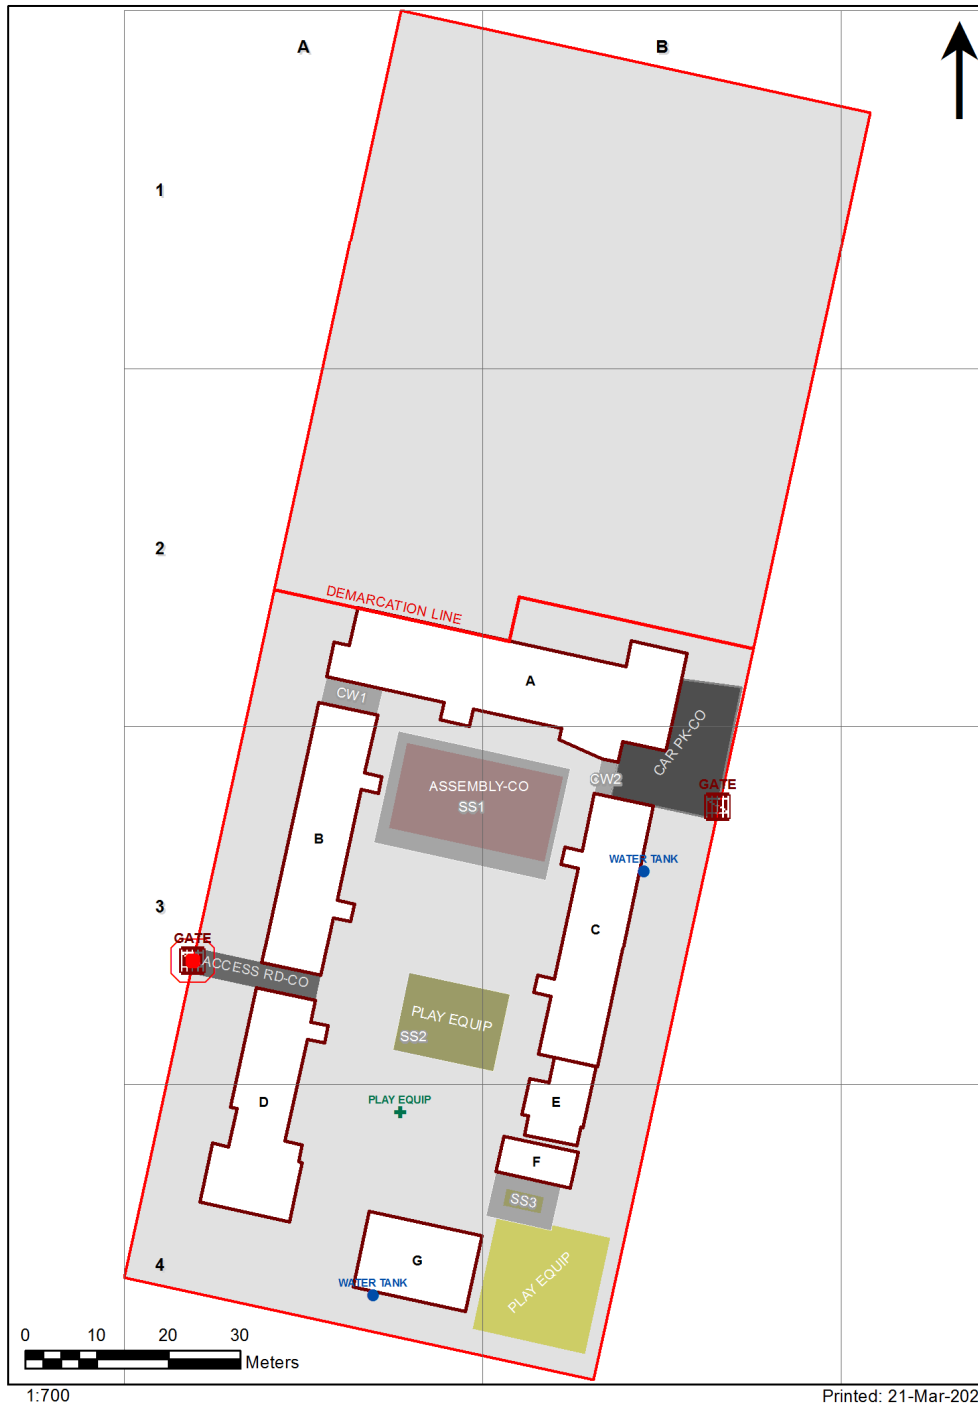 A
B
1
2
DEMARCATION LINE
A
CW1
CAR PK-CO
ASSEMBLY-CO
SS1
CW2
GATE
B
WATER TANK
3
C
GATE
ACCESS RD-CO
PLAY EQUIP
SS2
PLAY EQUIP
D
E
F
SS3
4
G
PLAY EQUIP
WATER TANK
0 10 20 30
Meters
1:700
Printed: 21-Mar-202